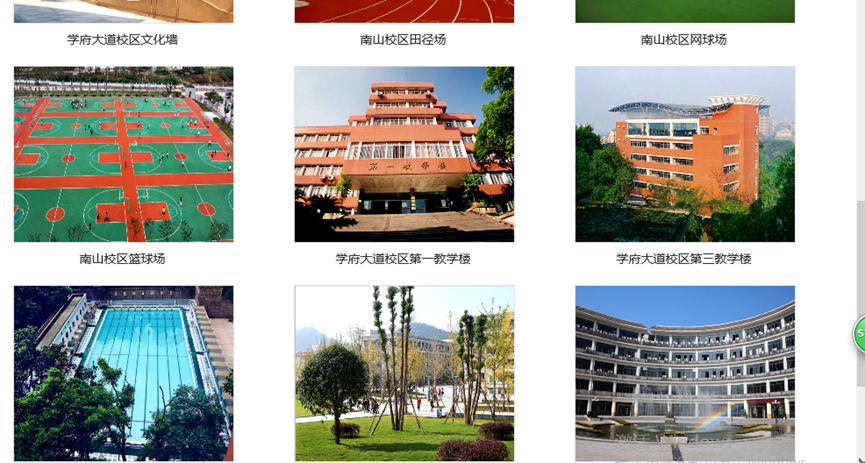 学府大道校区文化墙
南山校区田径场
南山校区网球场
第一教学楼
南山校区篮球场
学府大道校区第一教学楼
学府大道校区第三教学楼
5